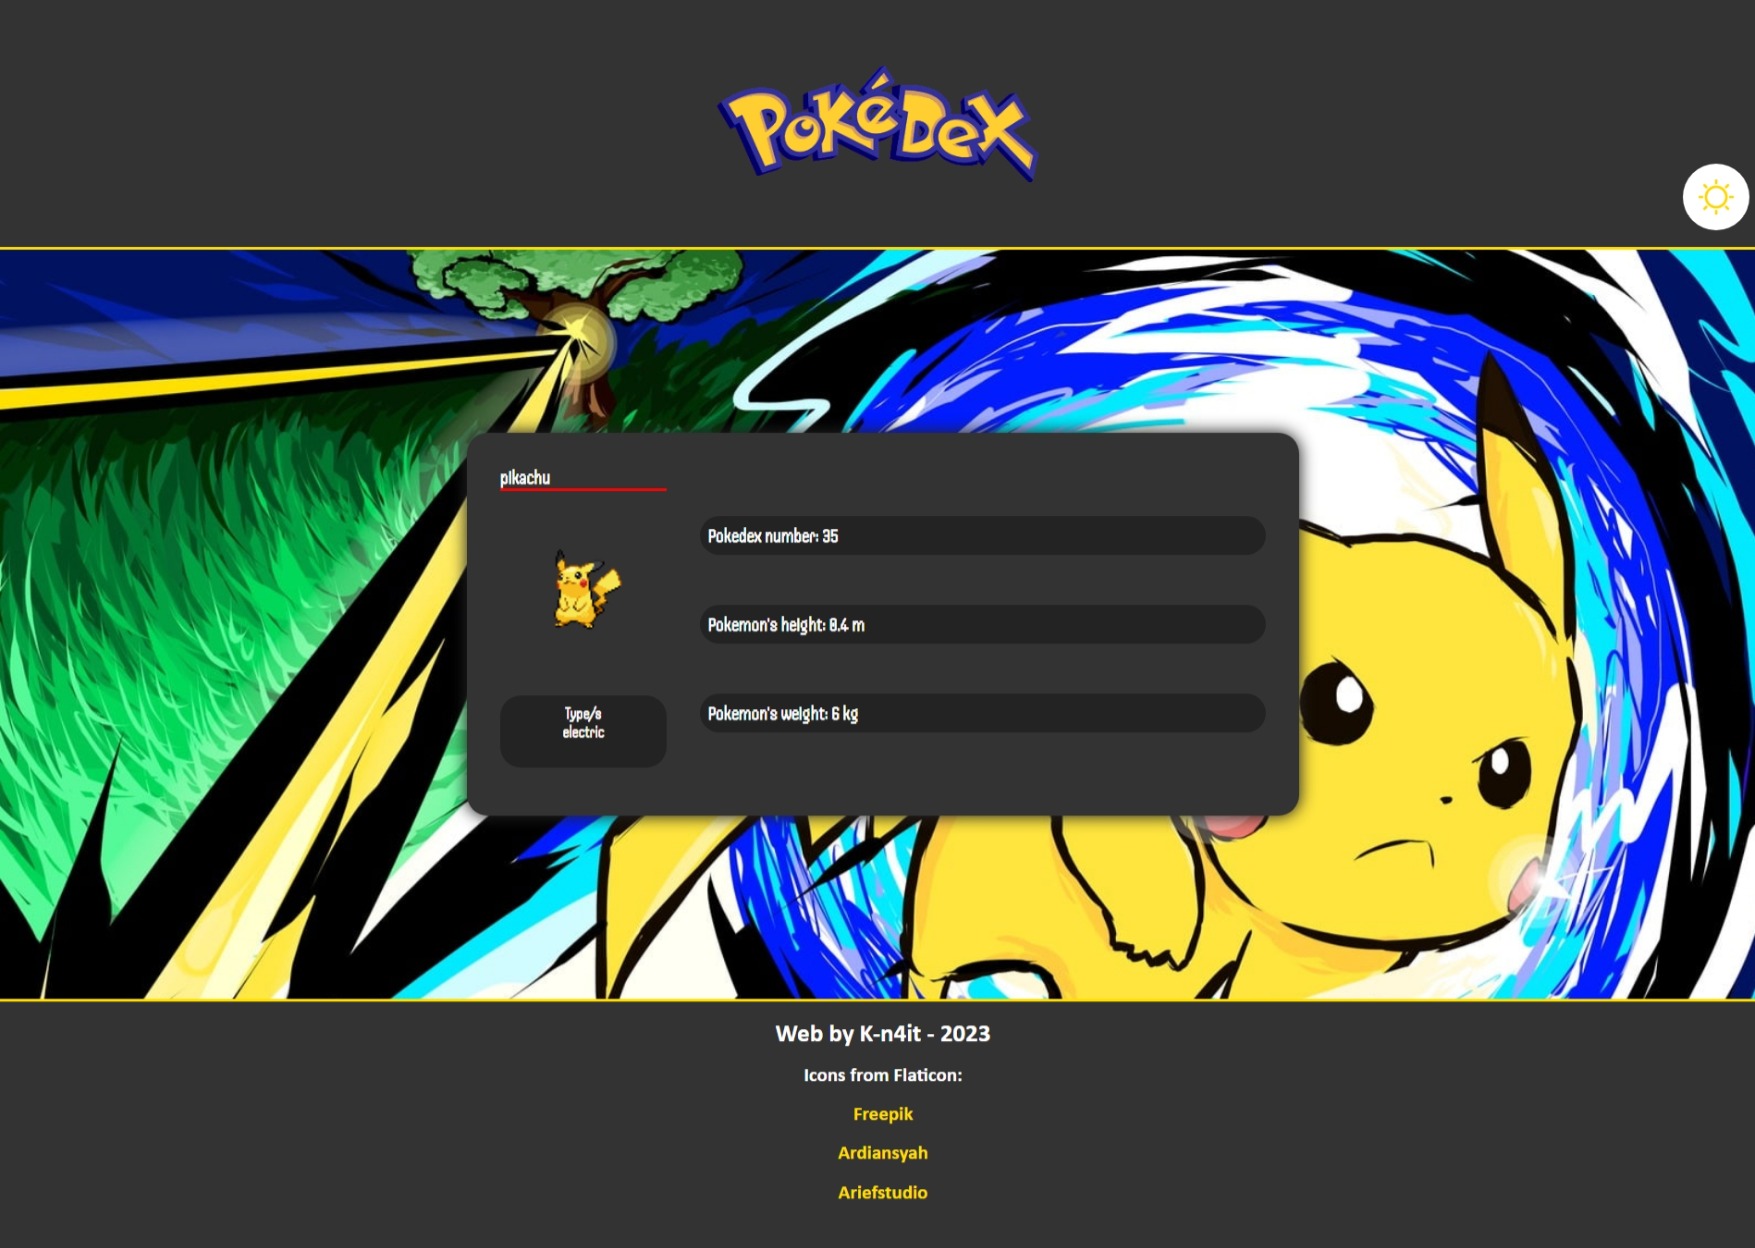 PoKéDeX
pikachu
Pokedex number: 35
Pokemon's height: 0.4 m
Type/s
electric
Pokemon's weight: 6 kg
Web by K-n4it - 2023
Icons from Flaticon:
Freepik
Ardiansyah
Ariefstudio